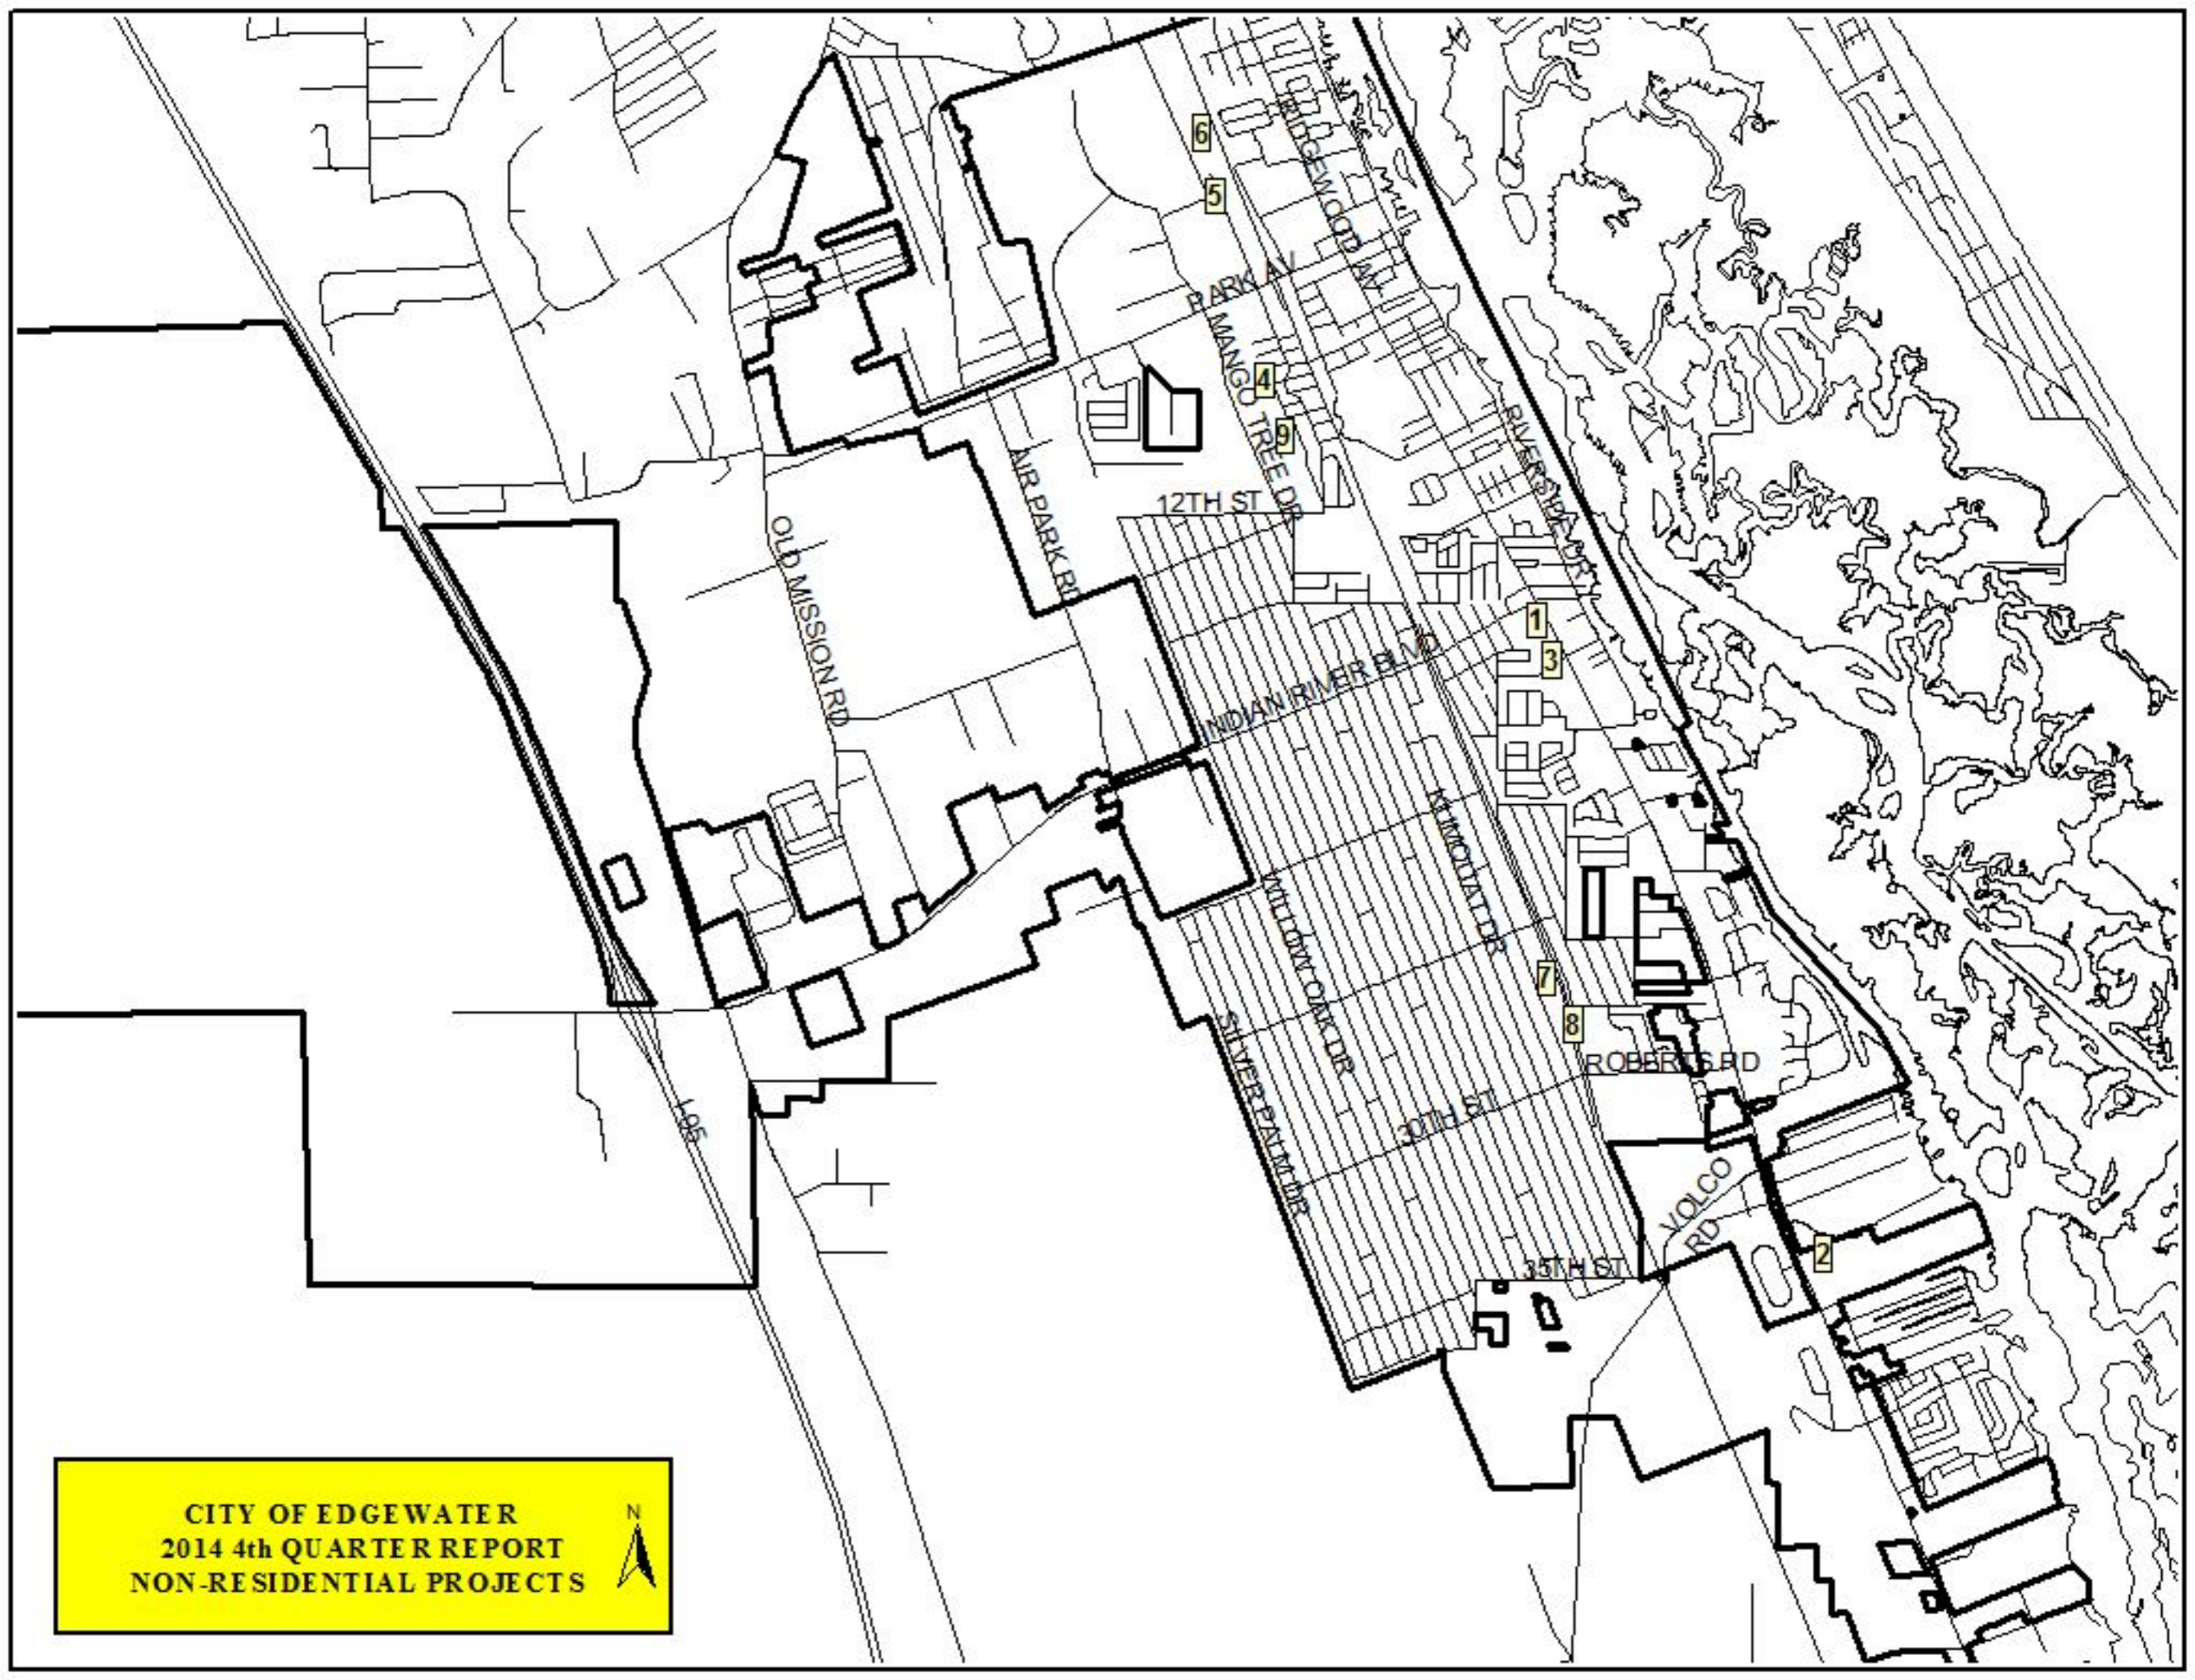 6
5
RIDGEWOOD AV
PARK AV
MANGO TREE DR
4
9
RIVERSIDE DR
AIR PARK RD
12TH ST
OLD MISSION RD
1
3
INDIAN RIVER BLVD
KUMQUAT DR
WILLOW OAK DR
7
8
SILVER PALM DR
ROBERTS RD
I-95
30TH ST
VOLCO
RD
2
35TH ST
N
CITY OF EDGEWATER
2014 4th QUARTER REPORT
NON-RESIDENTIAL PROJECTS